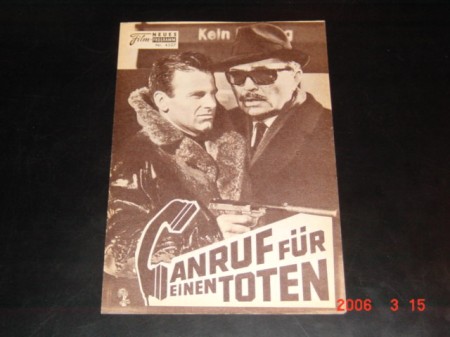 Film
NEUES
PROGRAMM
Kein
g
ANRUF FÜR
EINEN TOTEN
2006 3 15